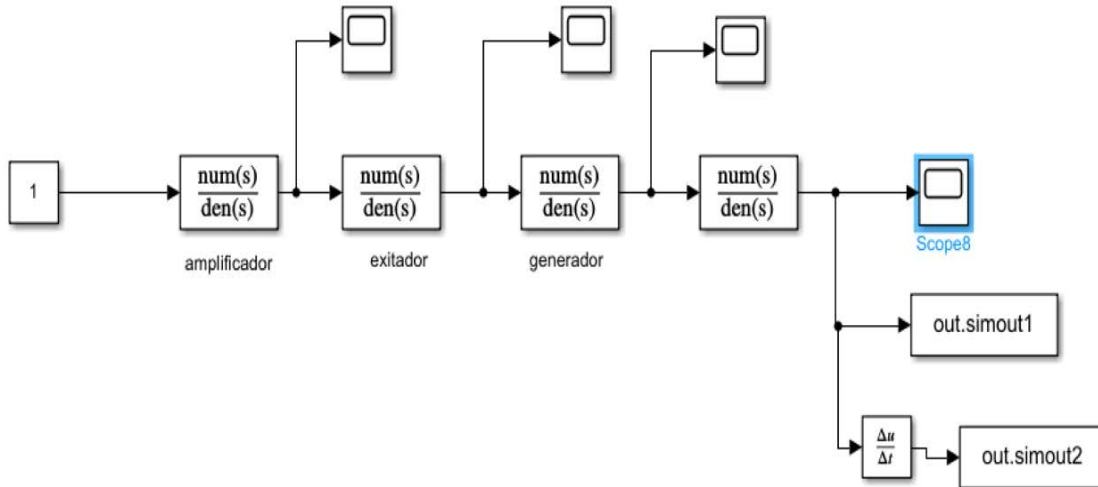 1
num(s)
den(s)
num(s)
den(s)
num(s)
den(s)
num(s)
den(s)
amplificador
exitador
generador
Scope8
out.simout1
Δu
Δt
out.simout2